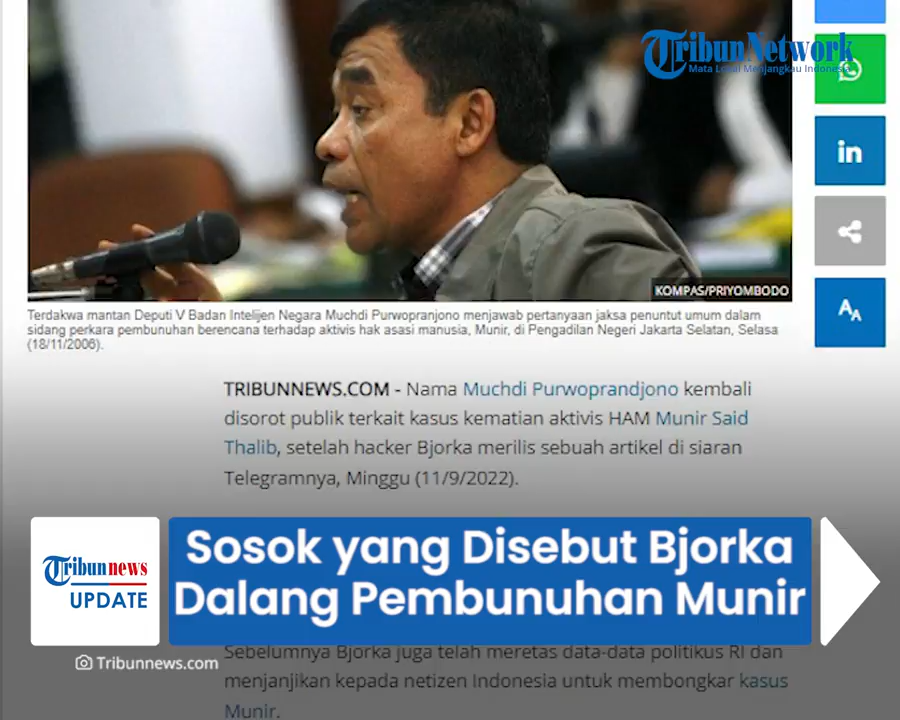 TribunNetwork
Mata Lokal Menjangkau Indonesia
in
KOMPAS/PRIYOMBODO
AA
Terdakwa mantan Deputi V Badan Intelijen Negara Muchdi Purwopranjono menjawab pertanyaan jaksa penuntut umum dalam
sidang perkara pembunuhan berencana terhadap aktivis hak asasi manusia, Munir, di Pengadilan Negeri Jakarta Selatan, Selasa
(18/11/2006).
TRIBUNNEWS.COM - Nama Muchdi Purwoprandjono kembali
disorot publik terkait kasus kematian aktivis HAM Munir Said
Thalib, setelah hacker Bjorka merilis sebuah artikel di siaran
Telegramnya, Minggu (11/9/2022).
Tribunnews
UPDATE
Sosok yang Disebut Bjorka
Dalang Pembunuhan Munir
Sebelumnya Bjorka juga telah meretas data-data politikus RI dan
Tribunnews.com
menjanjikan kepada netizen Indonesia untuk membongkar kasus
Munir.